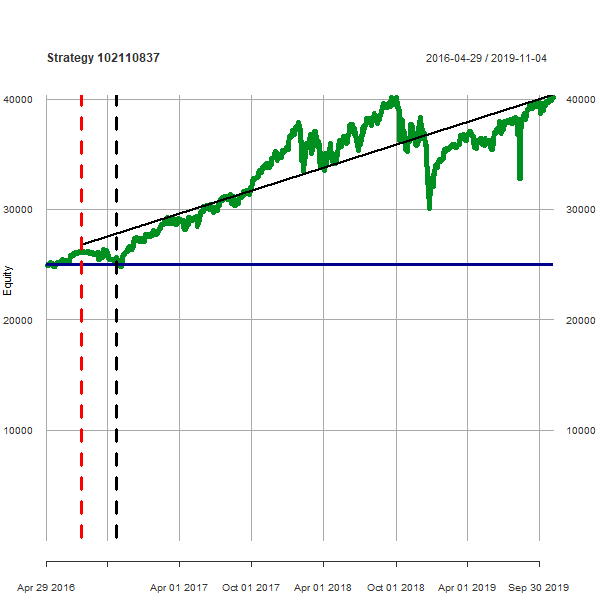 Strategy 102110837
2016-04-29 / 2019-11-04
40000 40000
30000 30000
Equity
20000 20000
10000 10000
Apr 29 2016 Apr 01 2017 Oct 01 2017 Apr 01 2018 Oct 01 2018 Apr 01 2019 Sep 30 2019